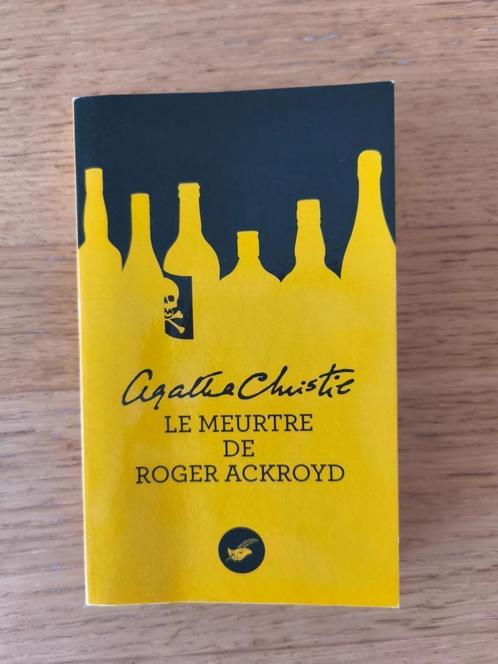 Agatha Christie
LE MEURTRE
DE
ROGER ACKROYD